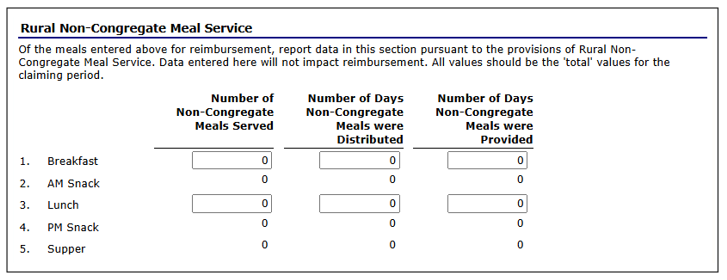 Rural Non-Congregate Meal Service
Of the meals entered above for reimbursement, report data in this section pursuant to the provisions of Rural Non-
Congregate Meal Service. Data entered here will not impact reimbursement. All values should be the 'total' values for the
claiming period.
Number of Non-Congregate Meals Served
Number of Days Non-Congregate Meals were Distributed
Number of Days Non-Congregate Meals were Provided
1. Breakfast 0 0 0
2. AM Snack 0 0 0
3. Lunch 0 0 0
4. PM Snack 0 0 0
5. Supper 0 0 0